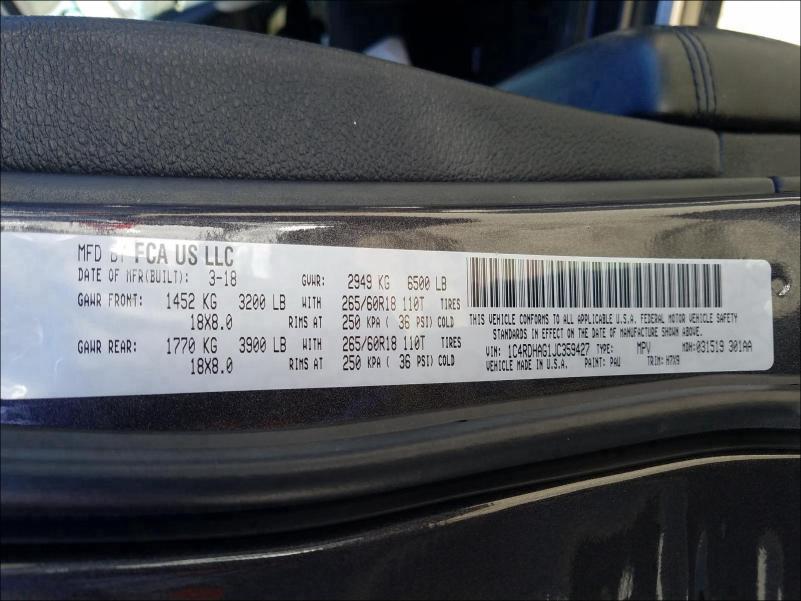 MFD BY FCA US LLC
DATE OF MFR(BUILT): 3-18 GVWR: 2949 KG 6500 LB
GAWR FRONT: 1452 KG 3200 LB WITH 265/60R18 110T TIRES
18X8.0 RIMS AT 250 KPA ( 36 PSI) COLD
GAWR REAR: 1770 KG 3900 LB WITH 265/60R18 110T TIRES
18X8.0 RIMS AT 250 KPA ( 36 PSI) COLD
THIS VEHICLE CONFORMS TO ALL APPLICABLE U.S.A. FEDERAL MOTOR VEHICLE SAFETY
STANDARDS IN EFFECT ON THE DATE OF MANUFACTURE SHOWN ABOVE.
VIN: 1C4RDHAG1JC359427 TYPE: MPV MDH: 031519 301AA
VEHICLE MADE IN U.S.A. PAINT: PAU TRIM: H7X9